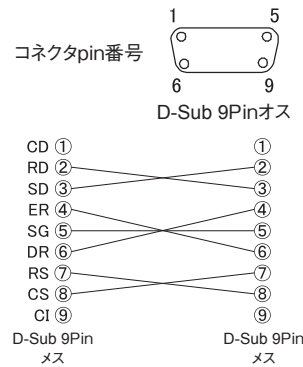 1 5
コネクタpin番号
6 9
D-Sub 9Pinオス
CD ① ①
RD ② ②
SD ③ ③
ER ④ ④
SG ⑤ ⑤
DR ⑥ ⑥
RS ⑦ ⑦
CS ⑧ ⑧
CI ⑨ ⑨
D-Sub 9Pin D-Sub 9Pin
メス メス